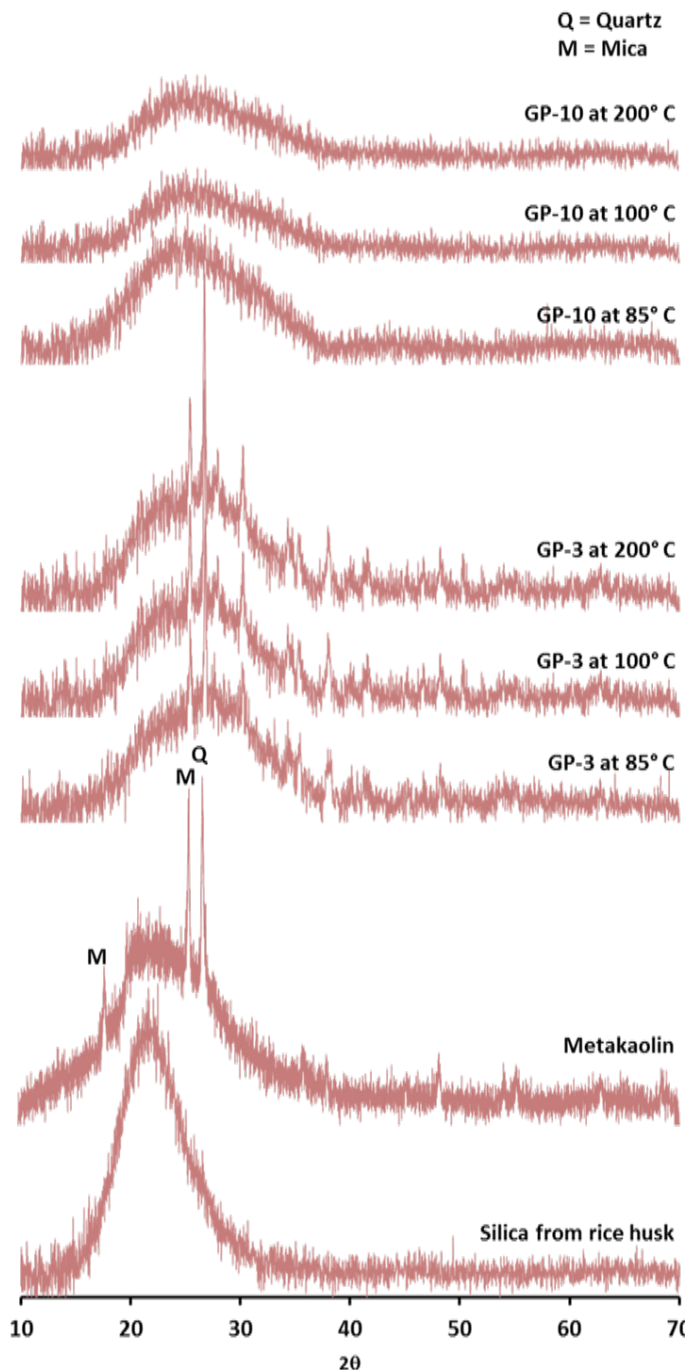 Q = Quartz
M = Mica
GP-10 at 200° C
GP-10 at 100° C
GP-10 at 85° C
GP-3 at 200° C
GP-3 at 100° C
GP-3 at 85° C
Q
M
M
Metakaolin
Silica from rice husk
10 20 30 40 50 60 70
2θ